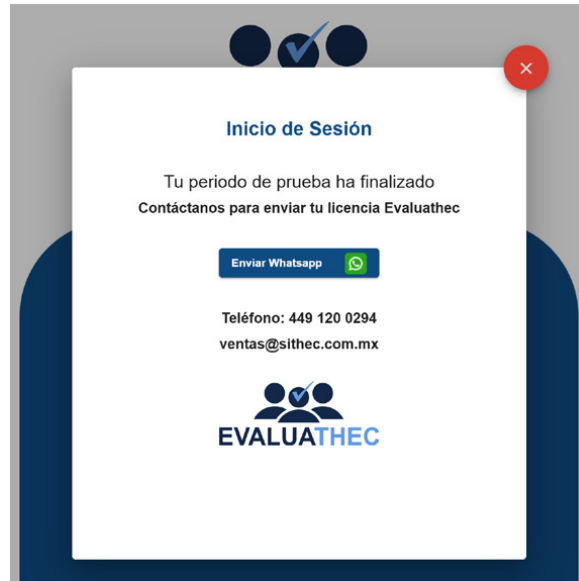 Inicio de Sesión
Tu periodo de prueba ha finalizado
Contáctanos para enviar tu licencia Evaluathec
Enviar Whatsapp
Teléfono: 449 120 0294
ventas@sithec.com.mx
EVALUATHEC